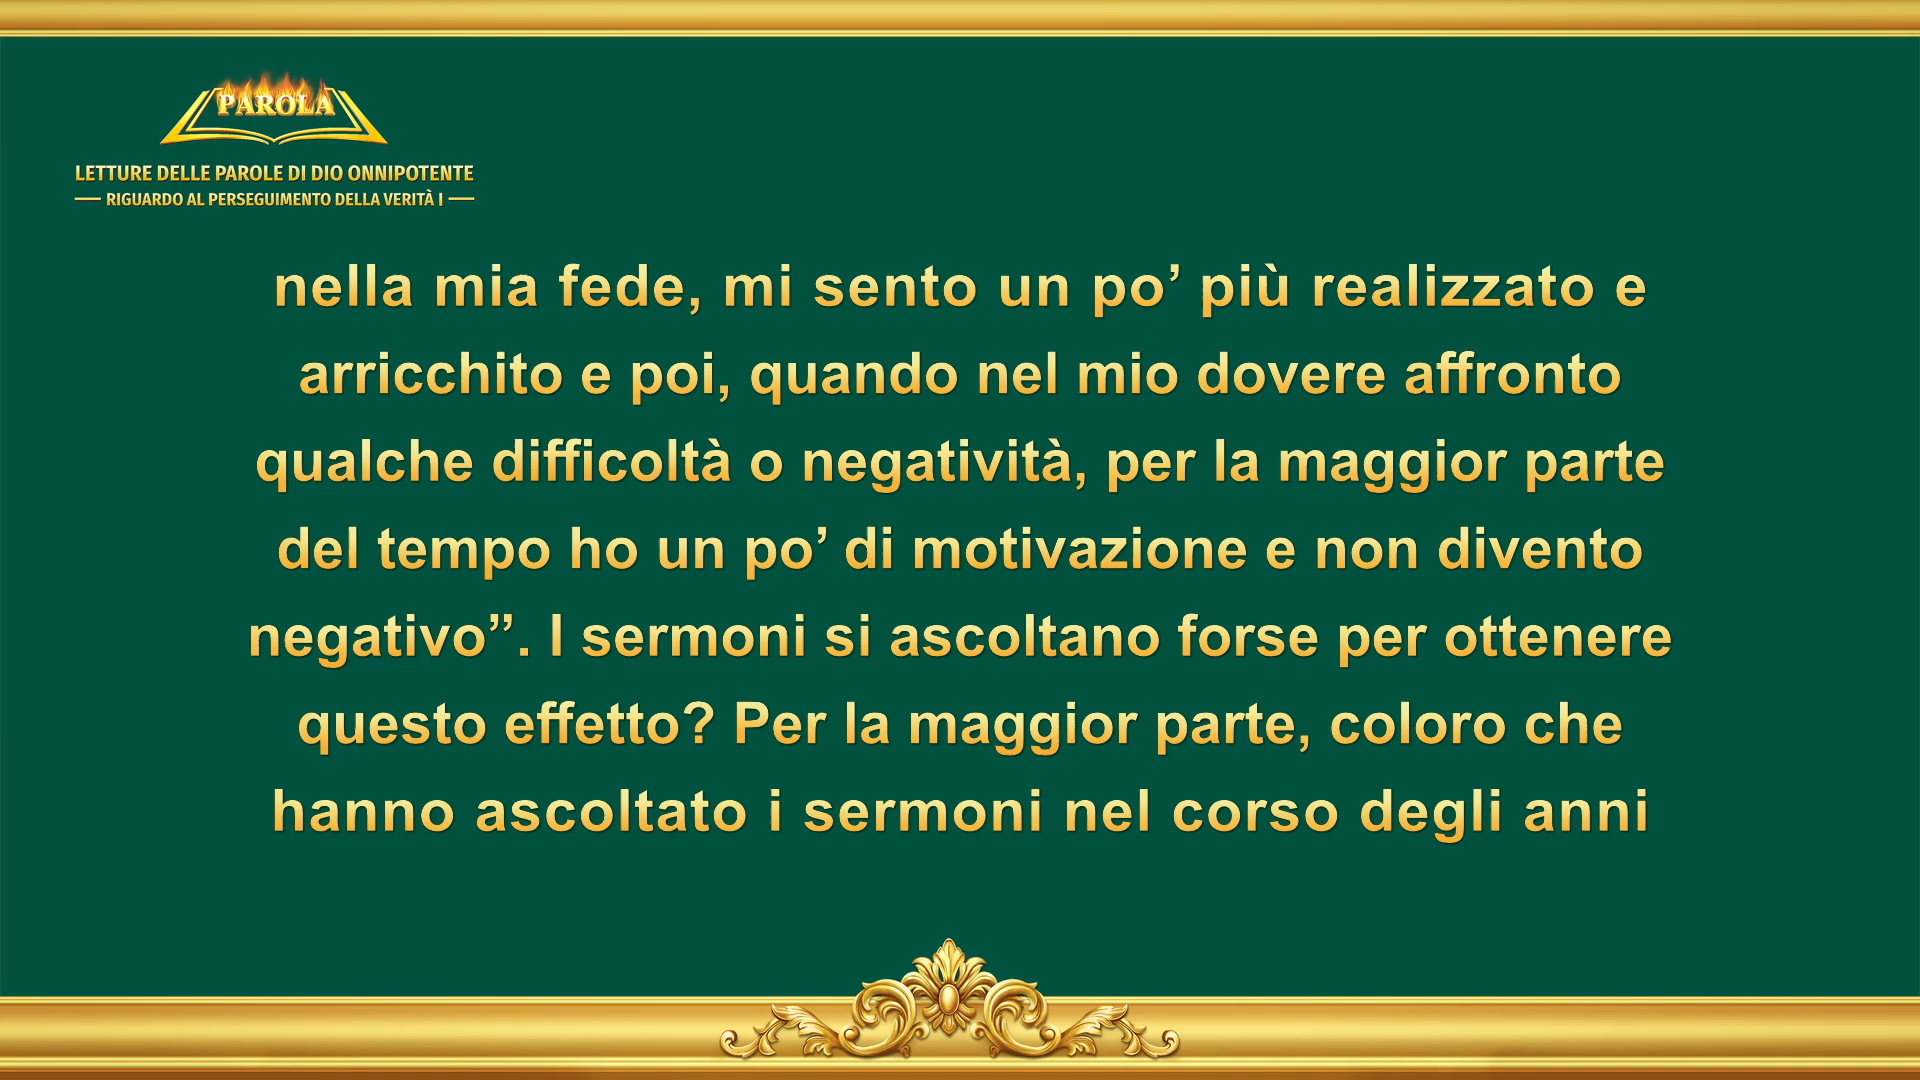 PAROLA
LETTURE DELLE PAROLE DI DIO ONNIPOTENTE
RIGUARDO AL PERSEGUIMENTO DELLA VERITÀ I
nella mia fede, mi sento un po’ più realizzato e
arricchito e poi, quando nel mio dovere affronto
qualche difficoltà o negatività, per la maggior parte
del tempo ho un po’ di motivazione e non divento
negativo”. I sermoni si ascoltano forse per ottenere
questo effetto? Per la maggior parte, coloro che
hanno ascoltato i sermoni nel corso degli anni